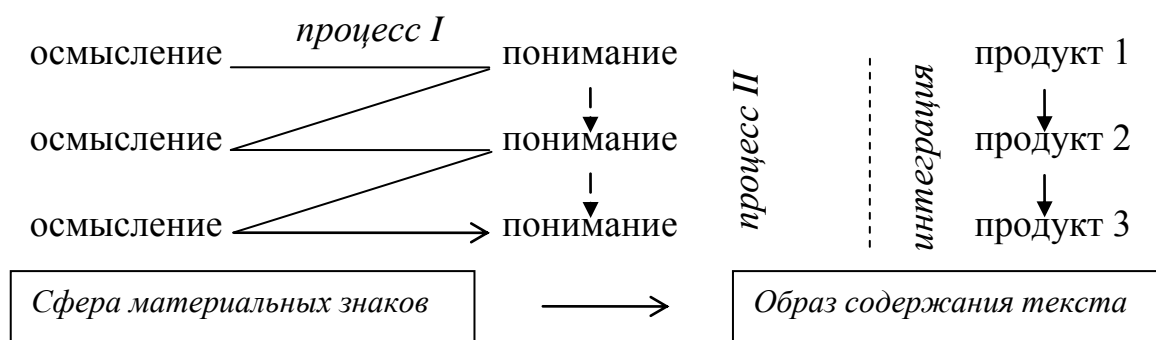 процесс I
осмысление понимание продукт 1
процесс II
интеграция
осмысление понимание продукт 2
осмысление понимание продукт 3
Сфера материальных знаков Образ содержания текста